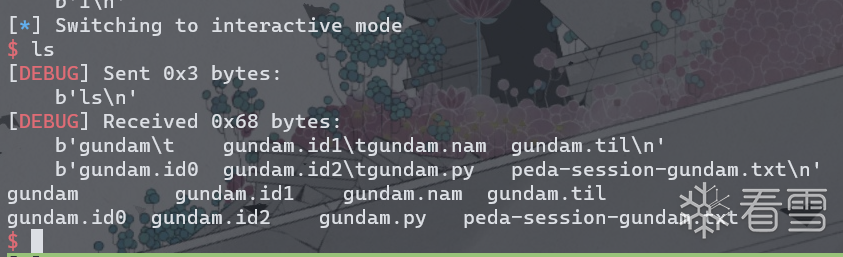 b'1\n'
[*] Switching to interactive mode
$ ls
[DEBUG] Sent 0x3 bytes:
    b'ls\n'
[DEBUG] Received 0x68 bytes:
    b'gundam\t    gundam.id1\tgundam.nam  gundam.til\n'
    b'gundam.id0  gundam.id2\tgundam.py   peda-session-gundam.txt\n'
gundam        gundam.id1    gundam.nam  gundam.til
gundam.id0  gundam.id2    gundam.py   peda-session-gundam.txt
看雪
$